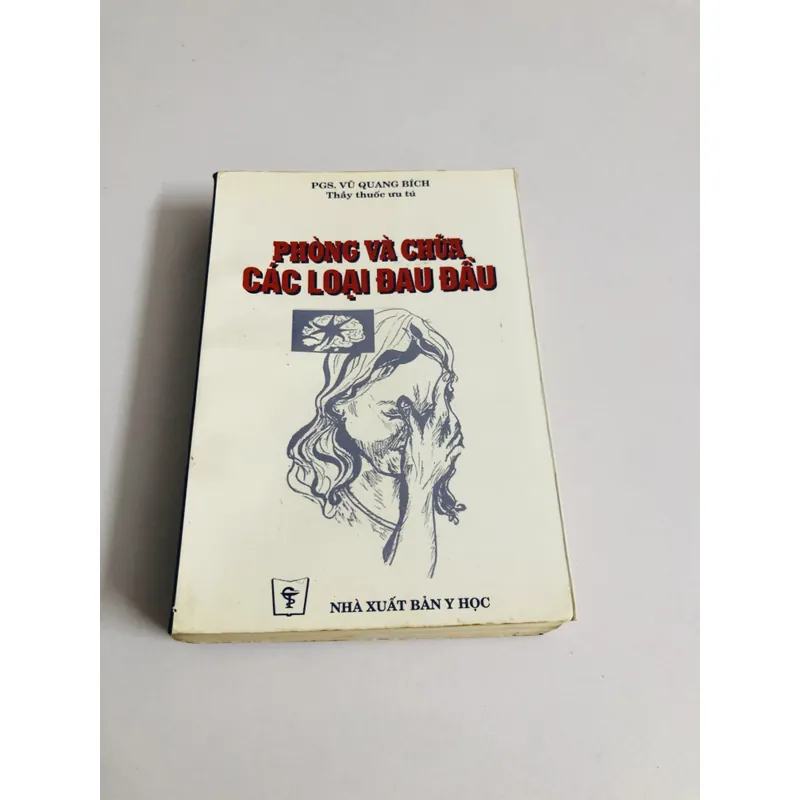 PGS. VŨ QUANG BÍCH
Thầy thuốc ưu tú
PHÒNG VÀ CHỮA
CÁC LOẠI ĐAU ĐẦU
NHÀ XUẤT BẢN Y HỌC